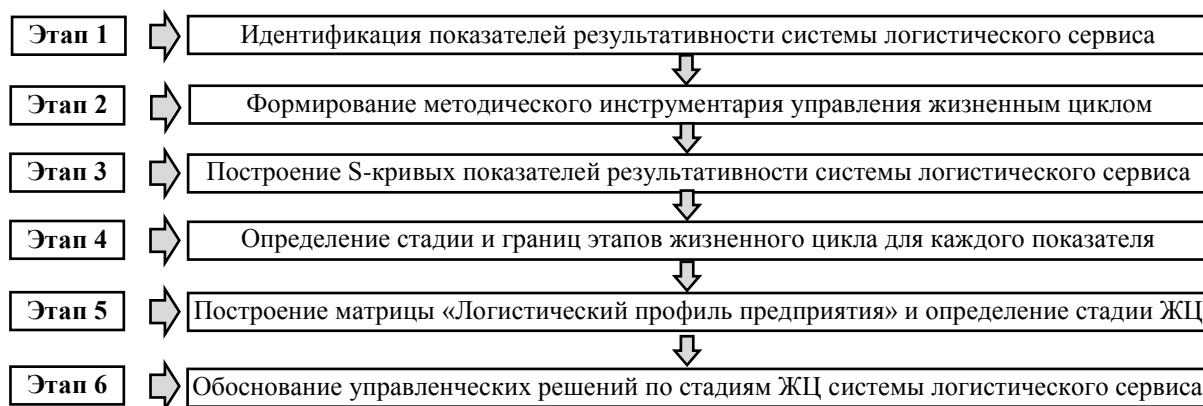 Этап 1 Идентификация показателей результативности системы логистического сервиса
Этап 2 Формирование методического инструментария управления жизненным циклом
Этап 3 Построение S-кривых показателей результативности системы логистического сервиса
Этап 4 Определение стадии и границ этапов жизненного цикла для каждого показателя
Этап 5 Построение матрицы «Логистический профиль предприятия» и определение стадии ЖЦ
Этап 6 Обоснование управленческих решений по стадиям ЖЦ системы логистического сервиса